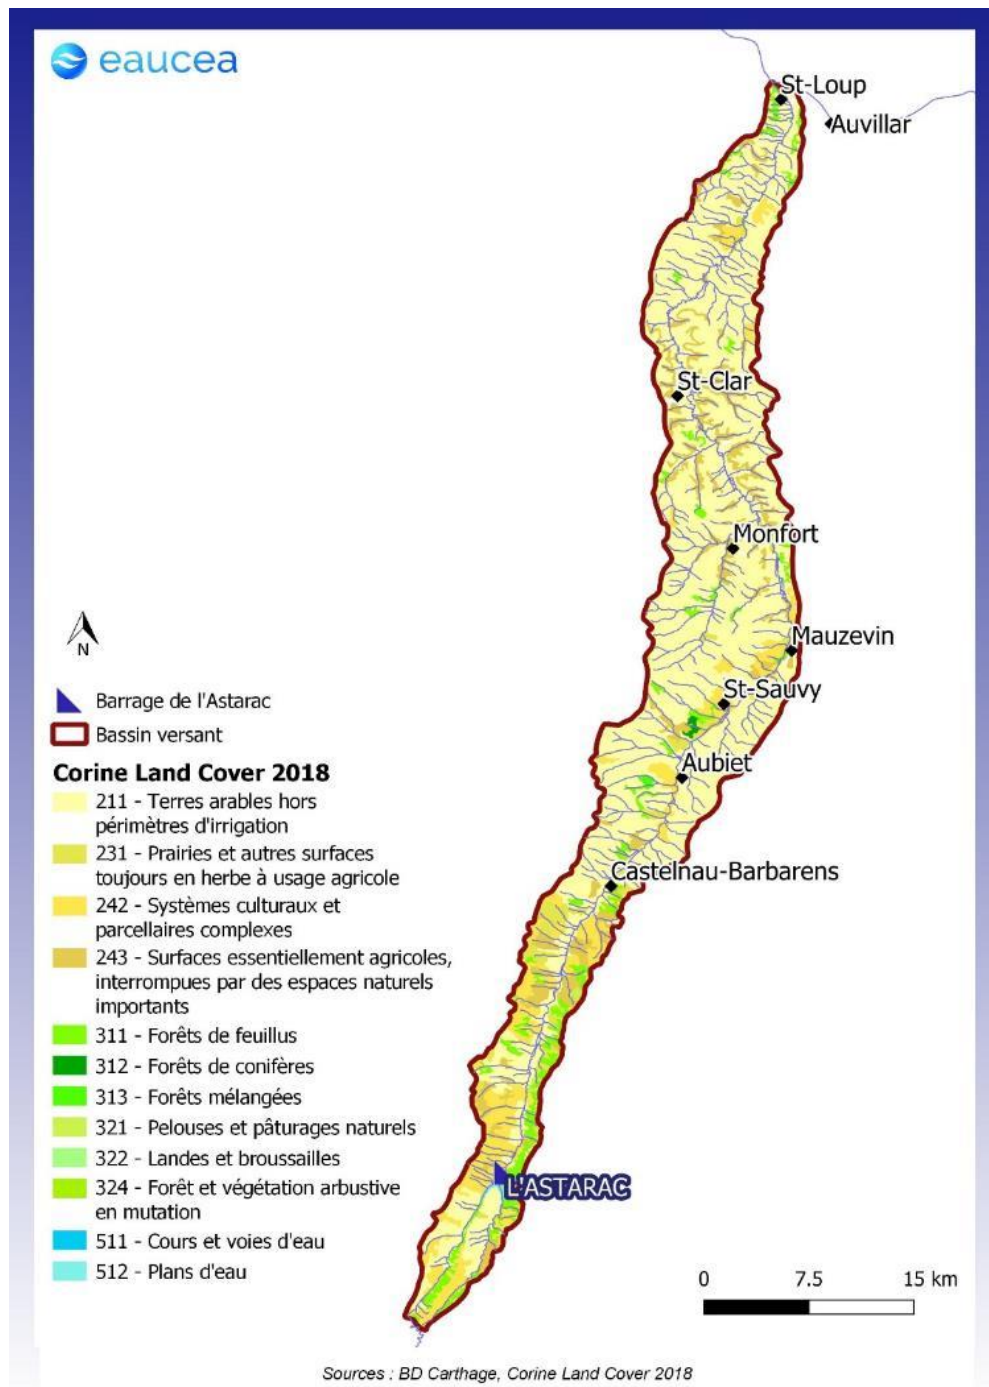 eaucea
St-Loup
Auvillar
St-Clar
Monfort
Mauzevin
St-Sauvy
Aubiet
Castelnau-Barbarens
L'ASTARAC
N
Barrage de l'Astarac
Bassin versant
Corine Land Cover 2018
211 - Terres arables hors
périmètres d'irrigation
231 - Prairies et autres surfaces
toujours en herbe à usage agricole
242 - Systèmes culturaux et
parcellaires complexes
243 - Surfaces essentiellement agricoles,
interrompues par des espaces naturels
importants
311 - Forêts de feuillus
312 - Forêts de conifères
313 - Forêts mélangées
321 - Pelouses et pâturages naturels
322 - Landes et broussailles
324 - Forêt et végétation arbustive
en mutation
511 - Cours et voies d'eau
512 - Plans d'eau
0 7.5 15 km
Sources : BD Carthage, Corine Land Cover 2018